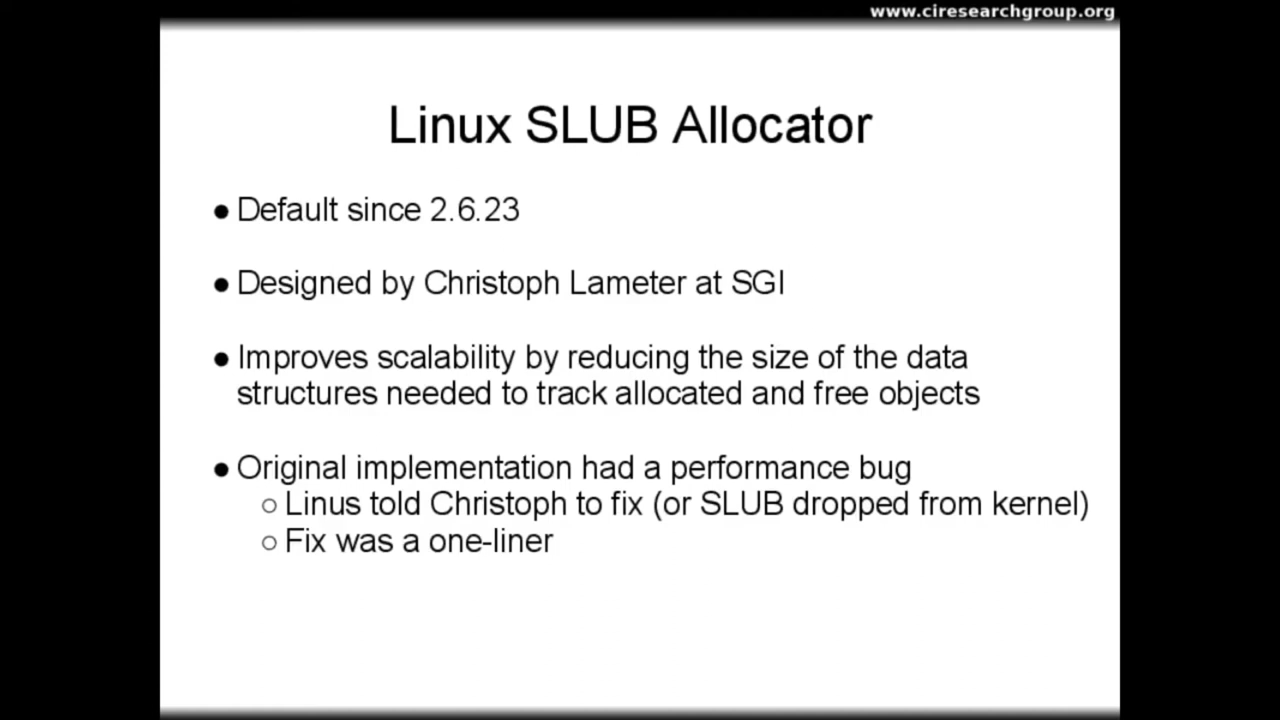 www.ciresearchgroup.org
Linux SLUB Allocator
● Default since 2.6.23
● Designed by Christoph Lameter at SGI
● Improves scalability by reducing the size of the data
structures needed to track allocated and free objects
● Original implementation had a performance bug
○ Linus told Christoph to fix (or SLUB dropped from kernel)
○ Fix was a one-liner